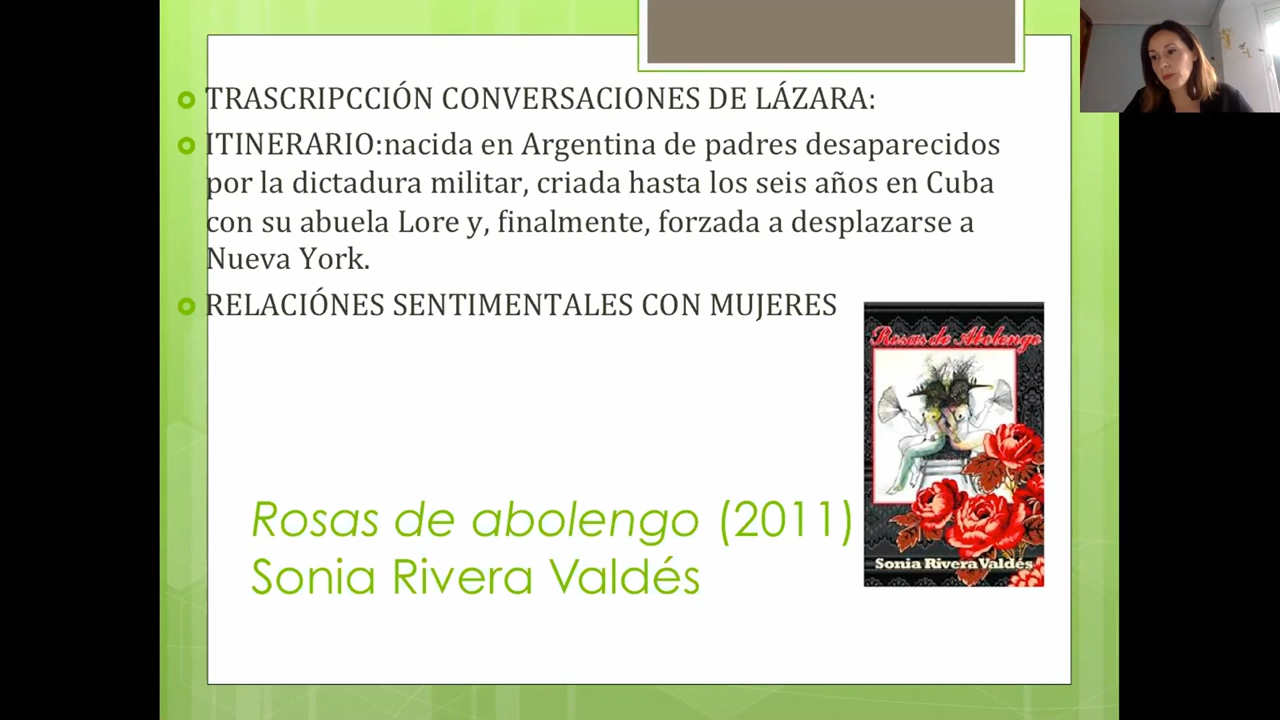 TRASCRIPCCIÓN CONVERSACIONES DE LÁZARA:
ITINERARIO:nacida en Argentina de padres desaparecidos
por la dictadura militar, criada hasta los seis años en Cuba
con su abuela Lore y, finalmente, forzada a desplazarse a
Nueva York.
RELACIÓNES SENTIMENTALES CON MUJERES
Rosas de Abolengo
Rosas de abolengo (2011)
Sonia Rivera Valdés
Sonia Rivera Valdés